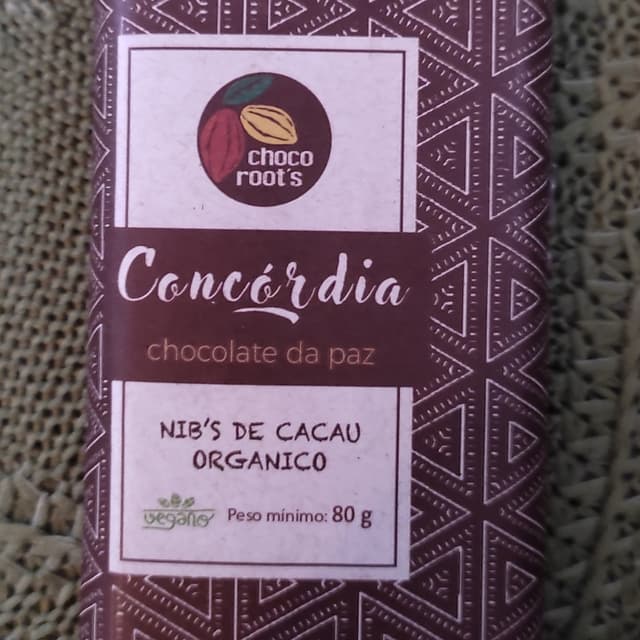 choco
root's
Concórdia
chocolate da paz
NIB'S DE CACAU
ORGANICO
vegano
Peso mínimo: 80 g